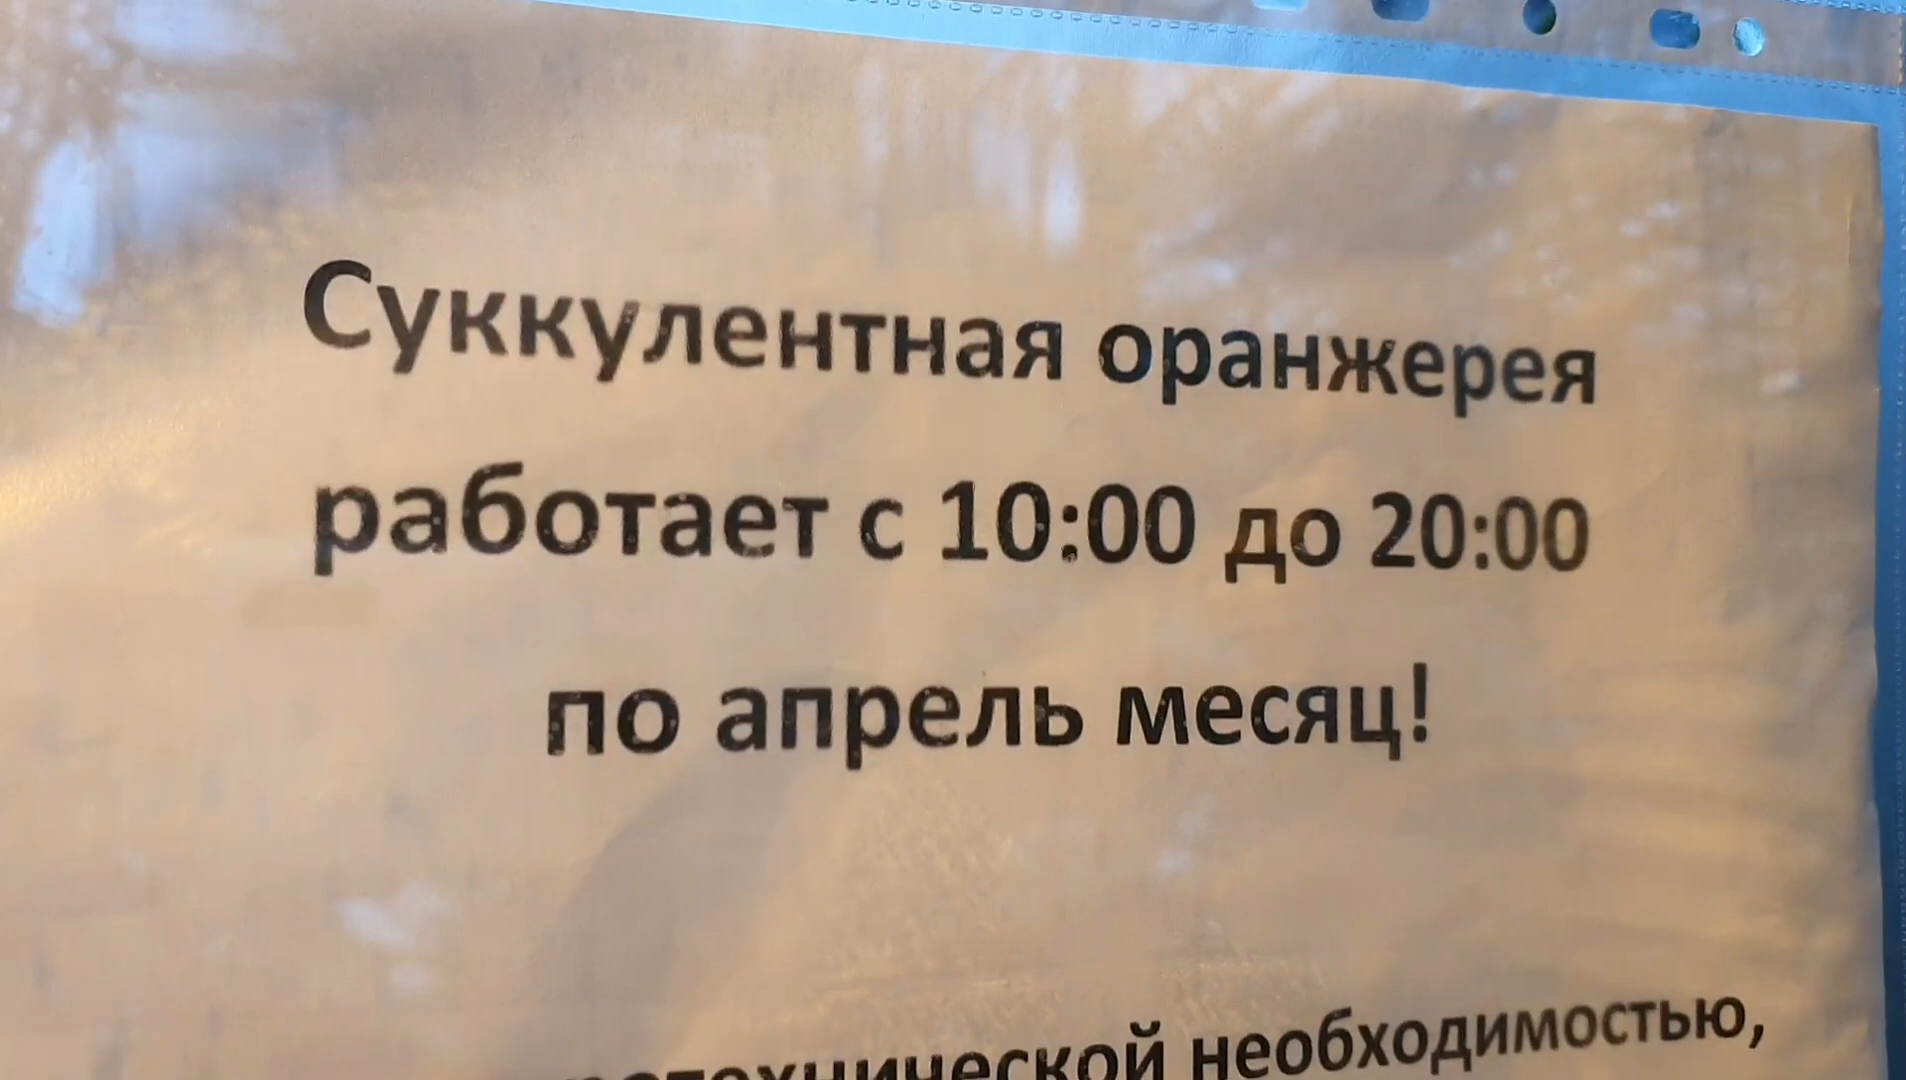 Суккулентная оранжерея
работает с 10:00 до 20:00
по апрель месяц!
необходимостью,